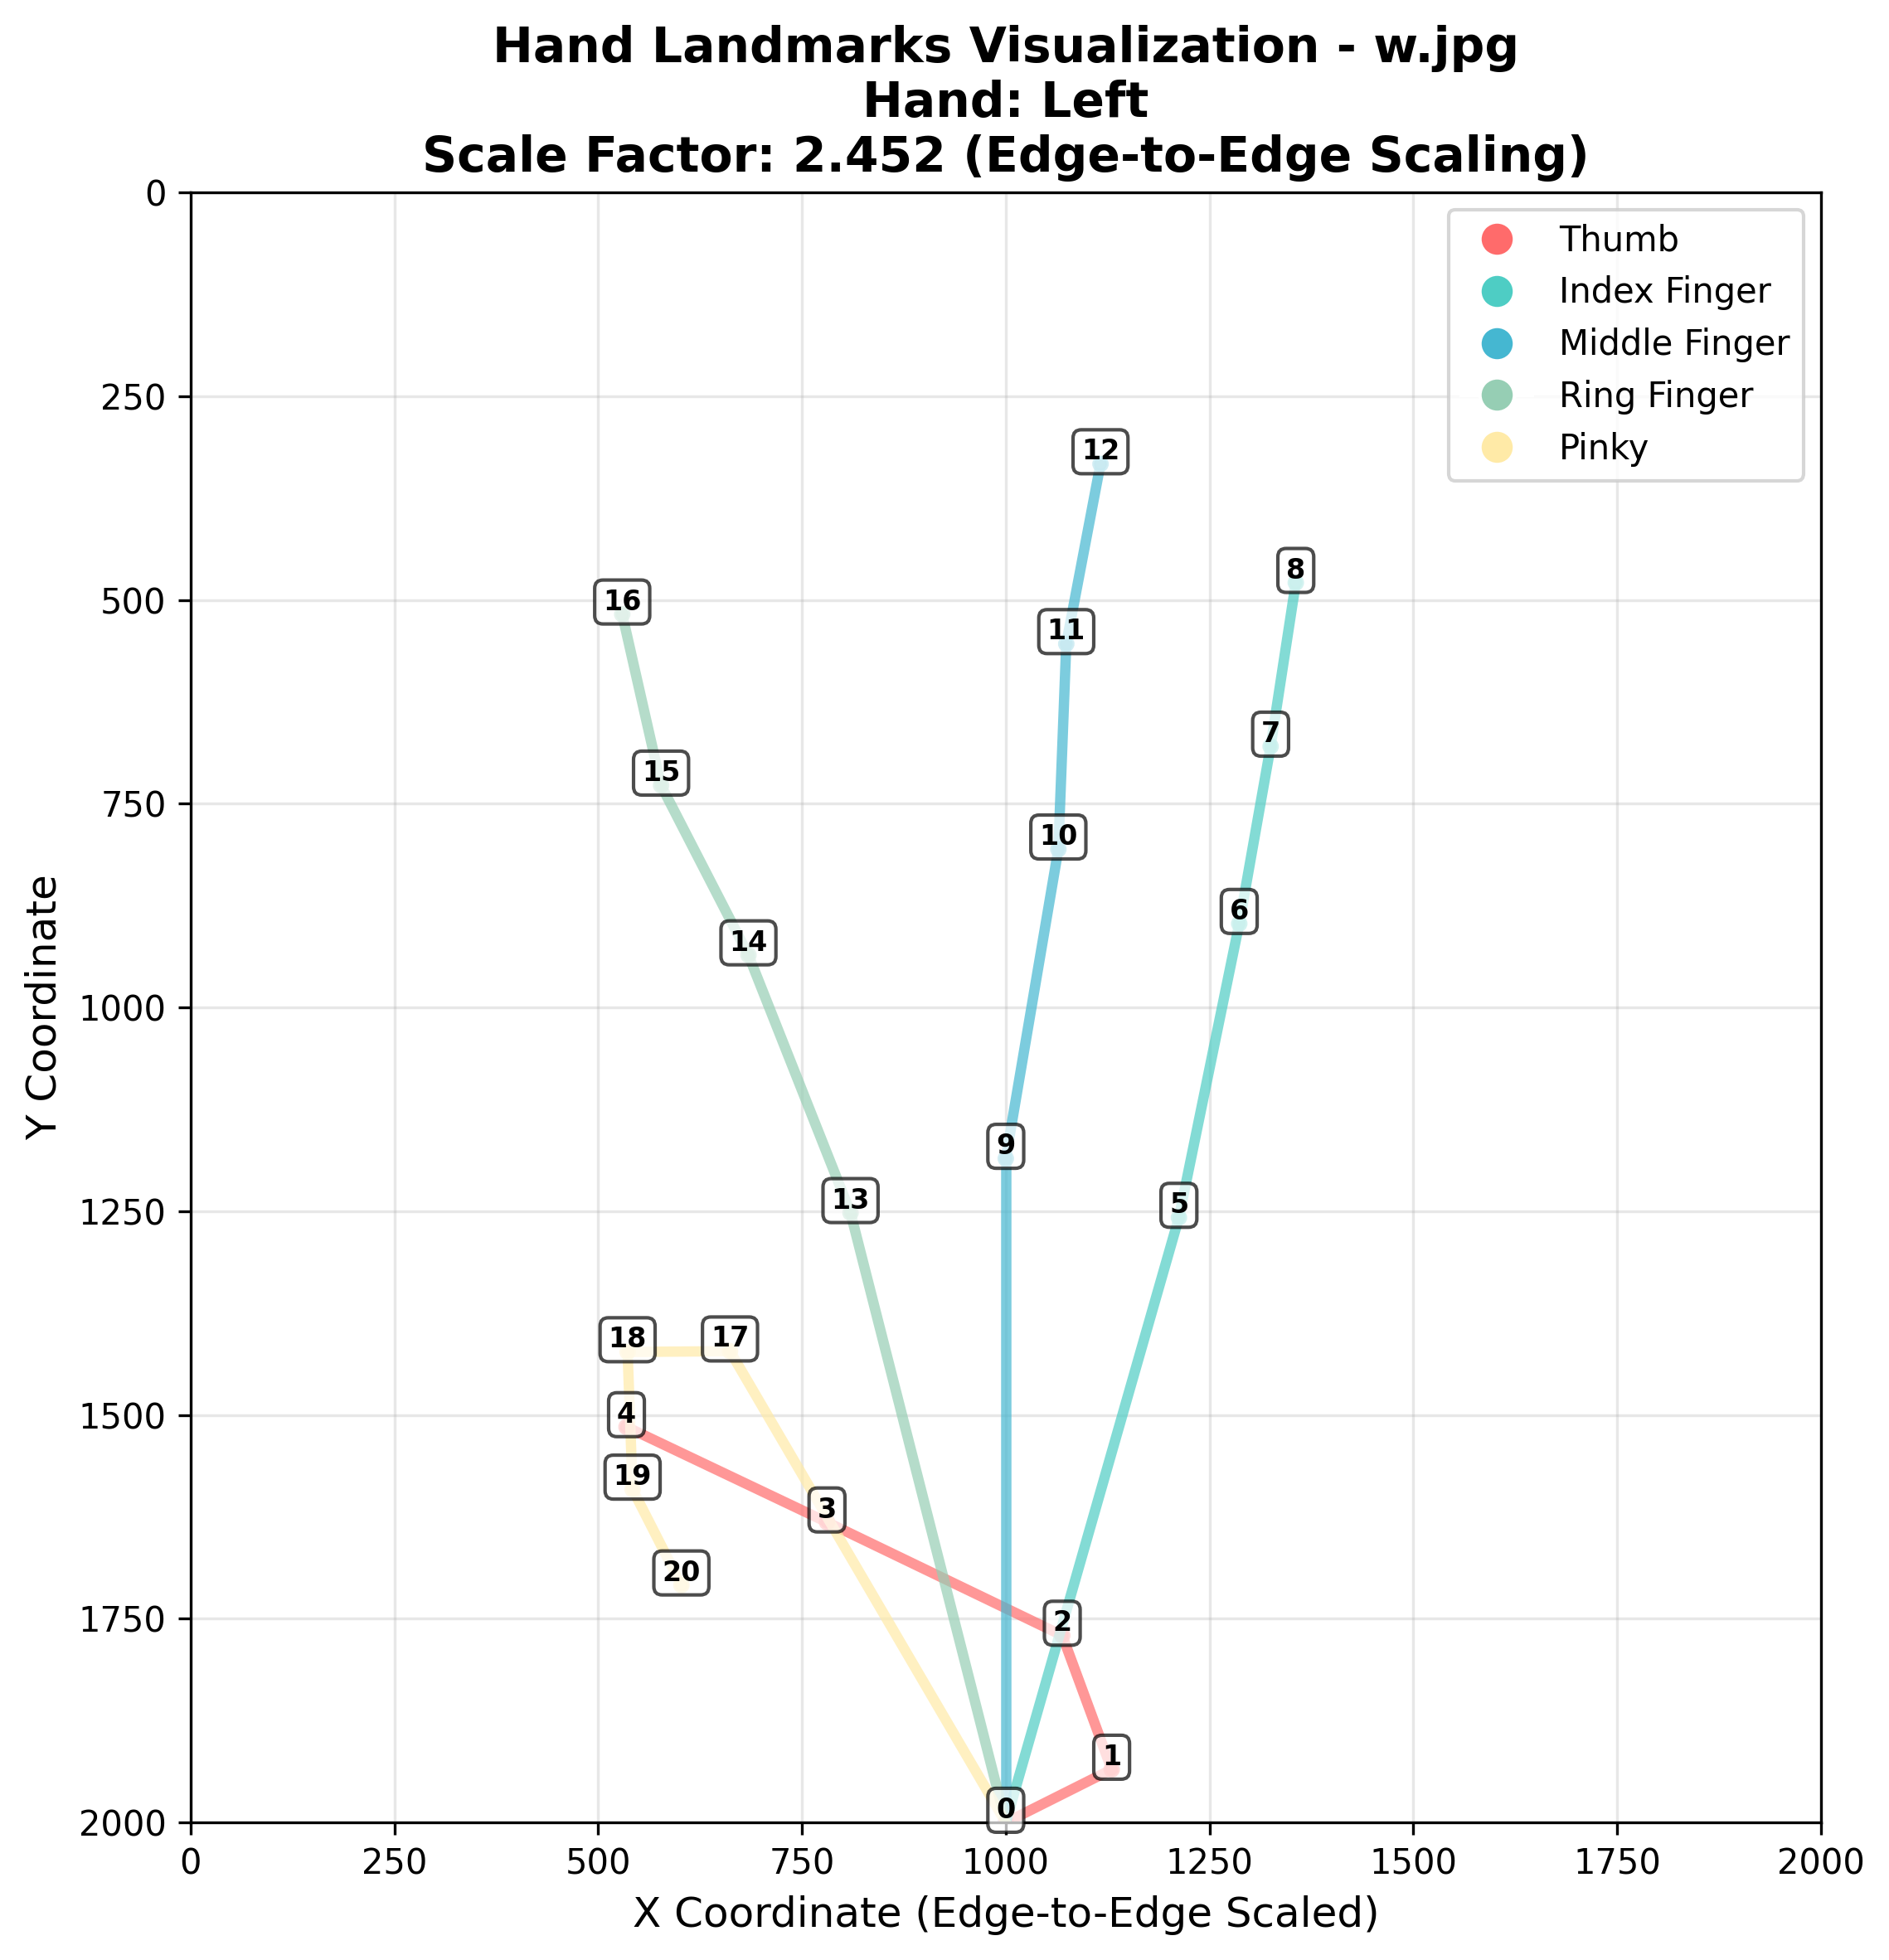 Hand Landmarks Visualization - w.jpg
Hand: Left
Scale Factor: 2.452 (Edge-to-Edge Scaling)
Thumb
Index Finger
Middle Finger
Ring Finger
Pinky
Y Coordinate
0
250
500
750
1000
1250
1500
1750
2000
12
8
16
11
7
15
10
6
14
9
13
5
18
17
4
19
3
20
2
1
0
0 250 500 750 1000 1250 1500 1750 2000
X Coordinate (Edge-to-Edge Scaled)